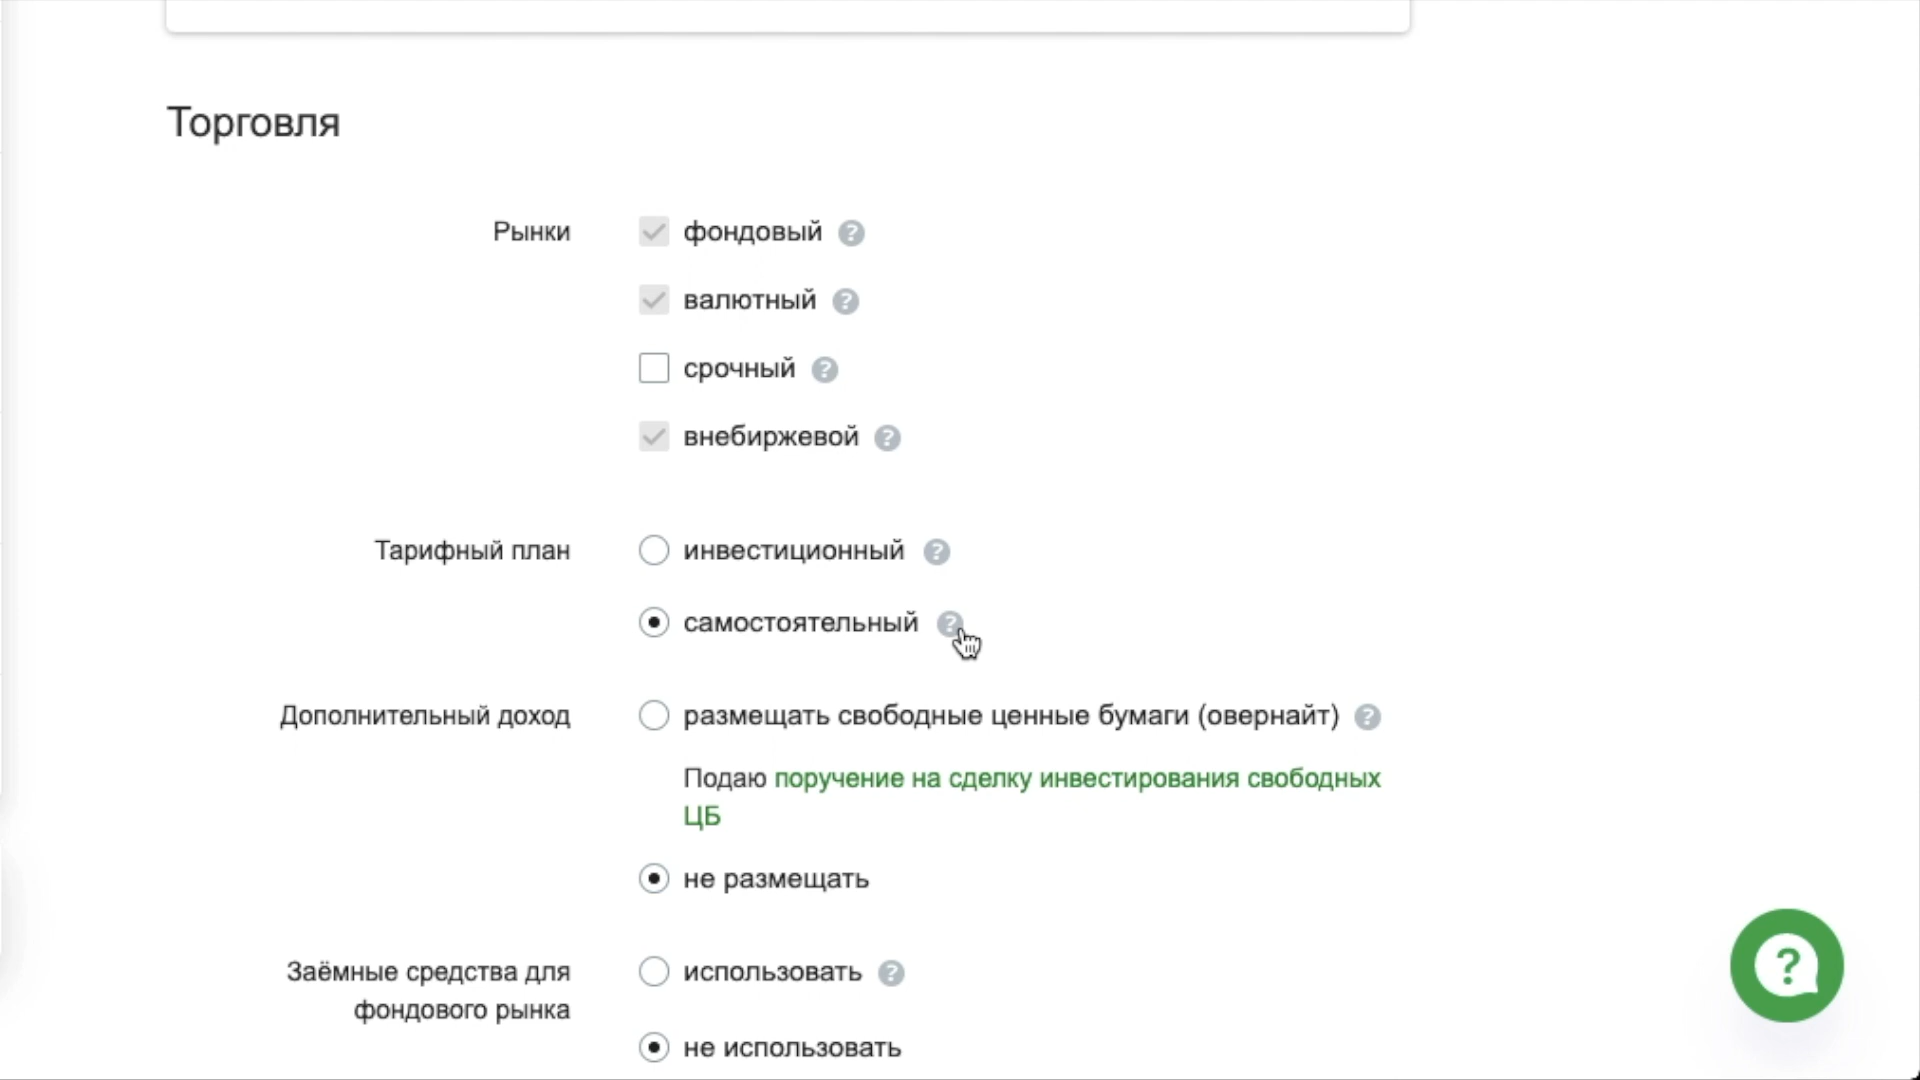 Торговля
Рынки
фондовый ?
валютный ?
срочный ?
внебиржевой ?
Тарифный план
инвестиционный ?
самостоятельный ?
Дополнительный доход
размещать свободные ценные бумаги (овернайт) ?
Подаю поручение на сделку инвестирования свободных
ЦБ
не размещать
Заёмные средства для
фондового рынка
использовать ?
не использовать
?